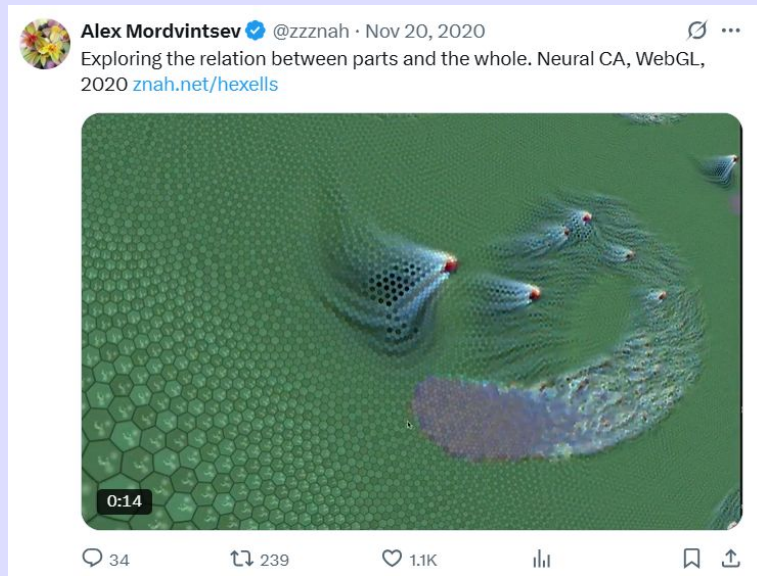 Alex Mordvintsev @zzznah · Nov 20, 2020
Exploring the relation between parts and the whole. Neural CA, WebGL,
2020 znah.net/hexells
0:14
34 239 1.1K